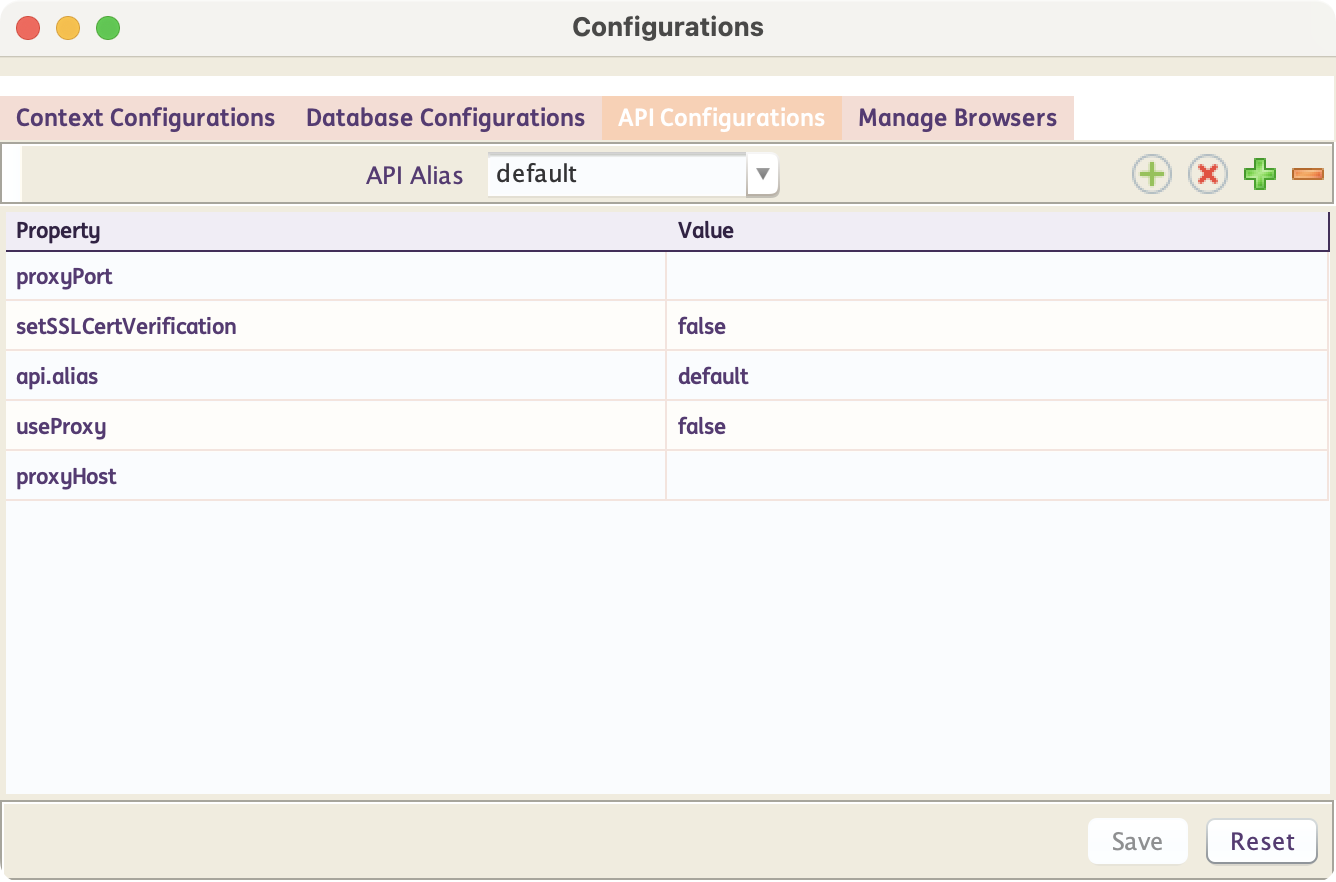 Configurations
Context Configurations Database Configurations API Configurations Manage Browsers
API Alias default
Property Value
proxyPort
setSSLCertVerification false
api.alias default
useProxy false
proxyHost
Save Reset